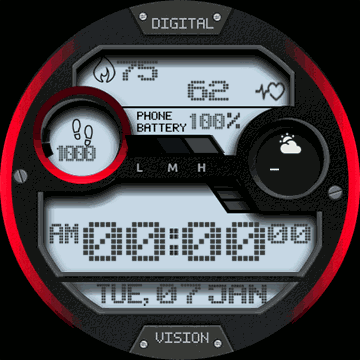 DIGITAL
75
62
PHONE
BATTERY 100%
1000
L M H
–
AM 00:00 00
TUE, 07 JAN
VISION